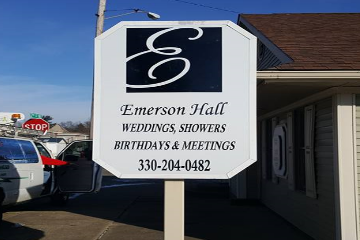 E
Emerson Hall
WEDDINGS, SHOWERS
BIRTHDAYS & MEETINGS
330-204-0482
STOP